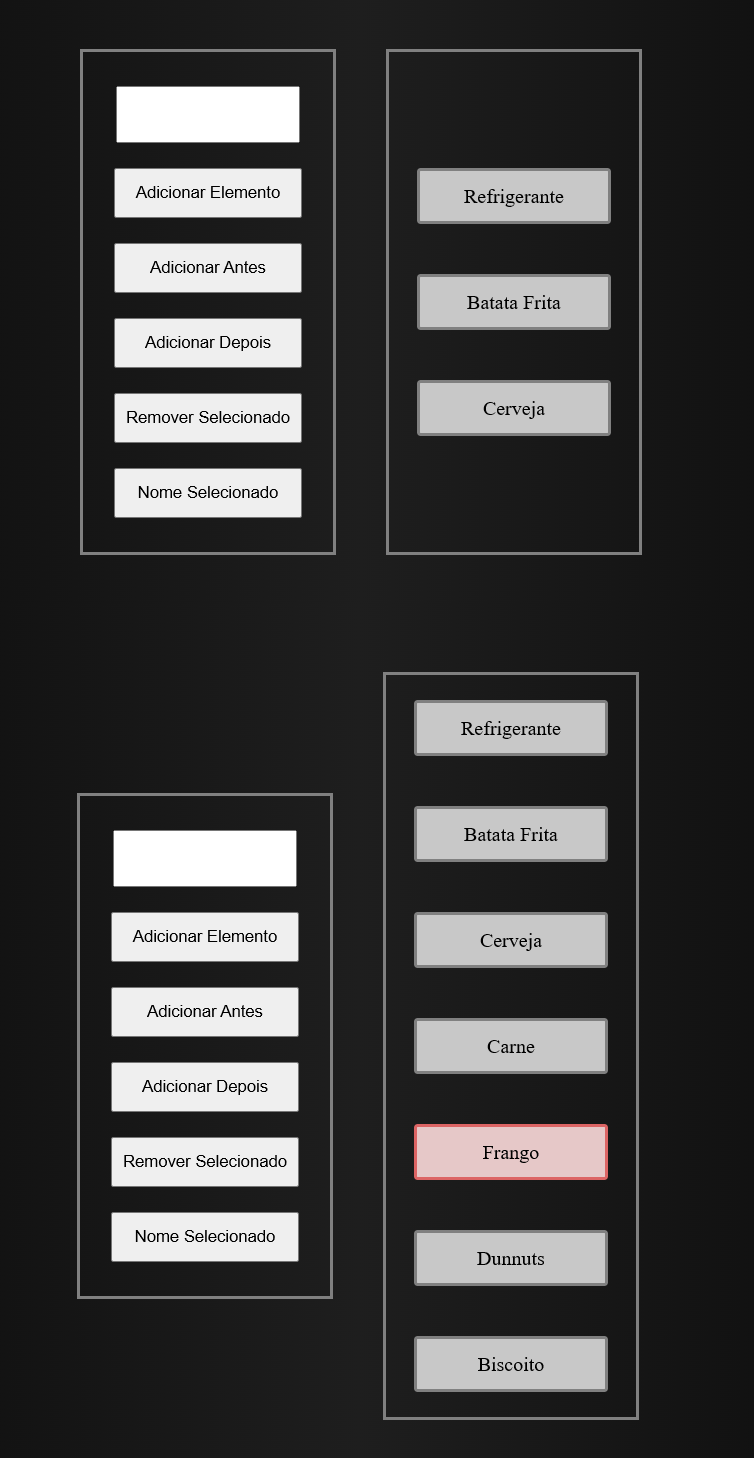 Adicionar Elemento
Adicionar Antes
Adicionar Depois
Remover Selecionado
Nome Selecionado
Refrigerante
Batata Frita
Cerveja
Adicionar Elemento
Adicionar Antes
Adicionar Depois
Remover Selecionado
Nome Selecionado
Refrigerante
Batata Frita
Cerveja
Carne
Frango
Dunnuts
Biscoito